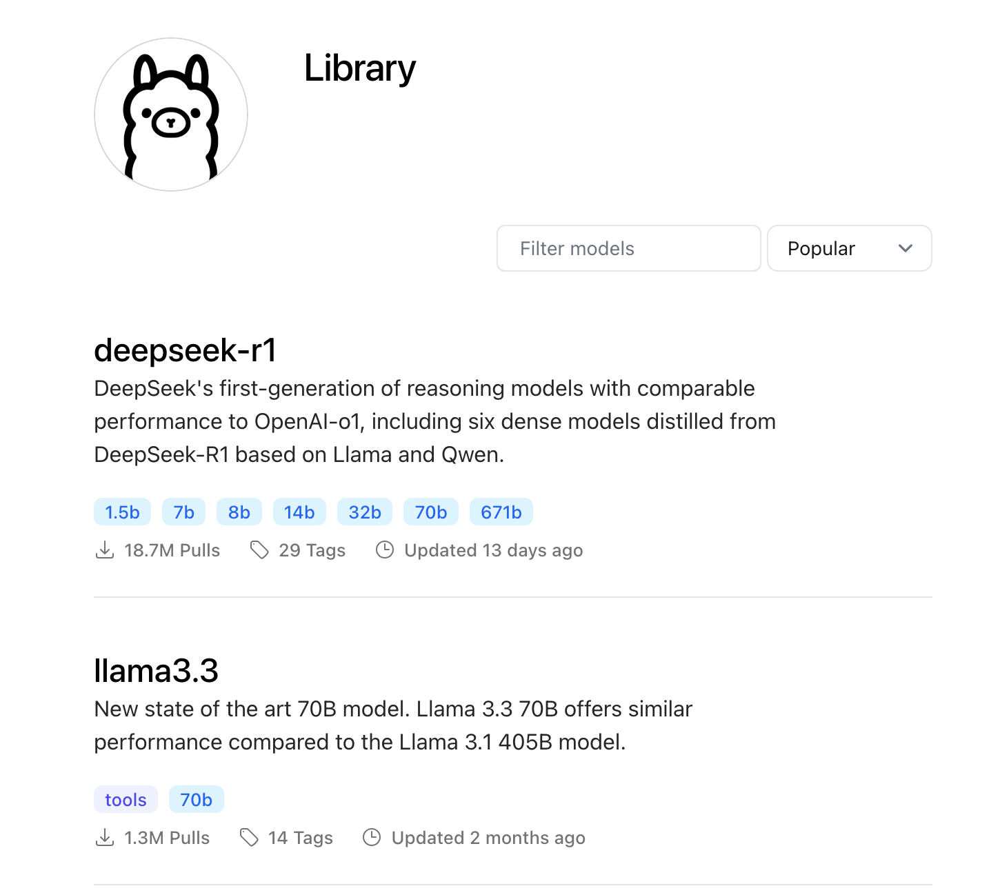 Library
Filter models
Popular
deepseek-r1
DeepSeek's first-generation of reasoning models with comparable
performance to OpenAI-o1, including six dense models distilled from
DeepSeek-R1 based on Llama and Qwen.
1.5b 7b 8b 14b 32b 70b 671b
18.7M Pulls 29 Tags Updated 13 days ago
llama3.3
New state of the art 70B model. Llama 3.3 70B offers similar
performance compared to the Llama 3.1 405B model.
tools 70b
1.3M Pulls 14 Tags Updated 2 months ago